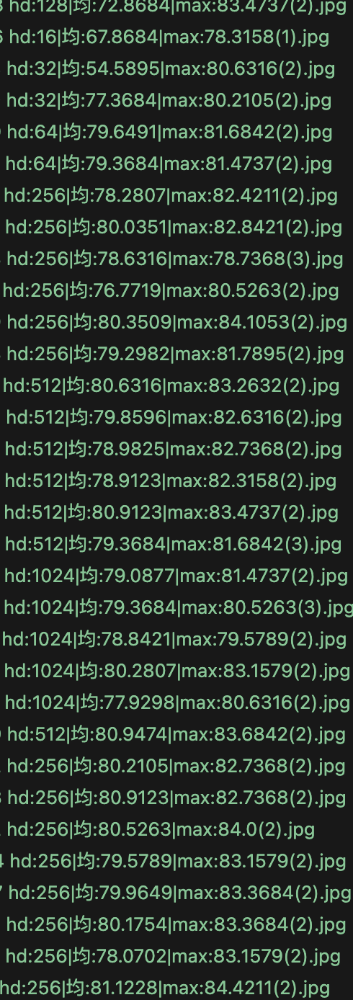 hd:128|均:72.8684|max:83.4737(2).jpg
hd:16|均:67.8684|max:78.3158(1).jpg
hd:32|均:54.5895|max:80.6316(2).jpg
hd:32|均:77.3684|max:80.2105(2).jpg
hd:64|均:79.6491|max:81.6842(2).jpg
hd:64|均:79.3684|max:81.4737(2).jpg
hd:256|均:78.2807|max:82.4211(2).jpg
hd:256|均:80.0351|max:82.8421(2).jpg
hd:256|均:78.6316|max:78.7368(3).jpg
hd:256|均:76.7719|max:80.5263(2).jpg
hd:256|均:80.3509|max:84.1053(2).jpg
hd:256|均:79.2982|max:81.7895(2).jpg
hd:512|均:80.6316|max:83.2632(2).jpg
hd:512|均:79.8596|max:82.6316(2).jpg
hd:512|均:78.9825|max:82.7368(2).jpg
hd:512|均:78.9123|max:82.3158(2).jpg
hd:512|均:80.9123|max:83.4737(2).jpg
hd:512|均:79.3684|max:81.6842(3).jpg
hd:1024|均:79.0877|max:81.4737(2).jpg
hd:1024|均:79.3684|max:80.5263(3).jpg
hd:1024|均:78.8421|max:79.5789(2).jpg
hd:1024|均:80.2807|max:83.1579(2).jpg
hd:1024|均:77.9298|max:80.6316(2).jpg
hd:512|均:80.9474|max:83.6842(2).jpg
hd:256|均:80.2105|max:82.7368(2).jpg
hd:256|均:80.9123|max:82.7368(2).jpg
hd:256|均:80.5263|max:84.0(2).jpg
4 hd:256|均:79.5789|max:83.1579(2).jpg
7 hd:256|均:79.9649|max:83.3684(2).jpg
hd:256|均:80.1754|max:83.3684(2).jpg
hd:256|均:78.0702|max:83.1579(2).jpg
hd:256|均:81.1228|max:84.4211(2).jpg